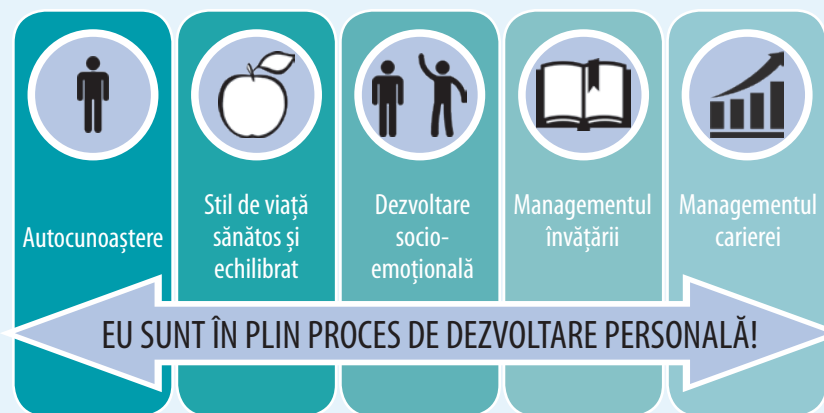 Autocunoaștere
Stil de viață
sănătos și
echilibrat
Dezvoltare
socio-
emoțională
Managementul
învățării
Managementul
carierei
EU SUNT ÎN PLIN PROCES DE DEZVOLTARE PERSONALĂ!